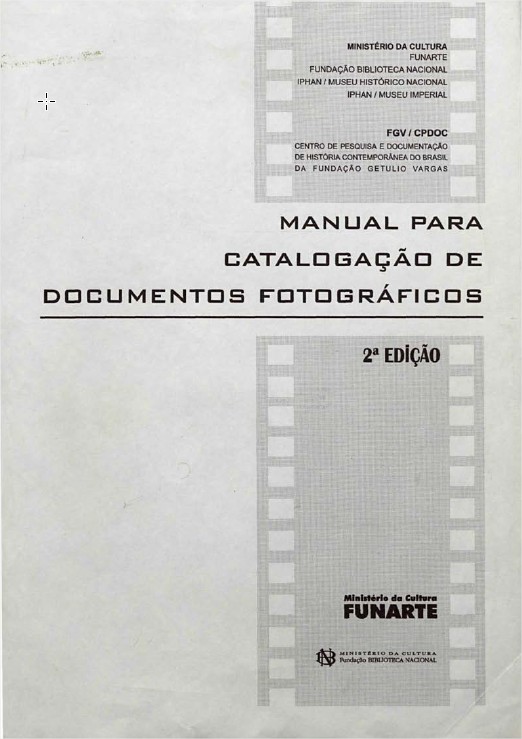 MINISTÉRIO DA CULTURA
FUNARTE
FUNDAÇÃO BIBLIOTECA NACIONAL
IPHAN / MUSEU HISTÓRICO NACIONAL
IPHAN / MUSEU IMPERIAL
FGV / CPDOC
CENTRO DE PESQUISA E DOCUMENTAÇÃO
DE HISTÓRIA CONTEMPORÂNEA DO BRASIL
DA FUNDAÇÃO GETULIO VARGAS
MANUAL PARA
CATALOGAÇÃO DE
DOCUMENTOS FOTOGRÁFICOS
2ª EDIÇÃO
Ministério da Cultura
FUNARTE
MINISTÉRIO DA CULTURA
Fundação BIBLIOTECA NACIONAL